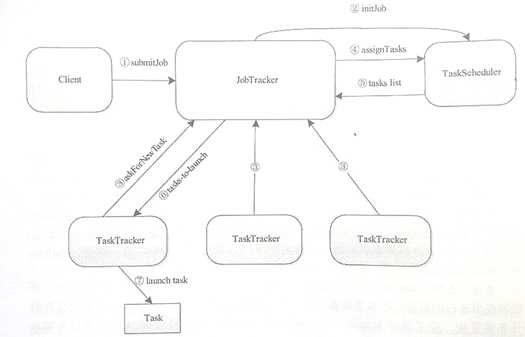 ② initJob
① submitJob
④ assignTasks
Client
JobTracker
TaskScheduler
⑤ tasks list
③ askForNewTask
⑥ tasks-to-launch
③
③
TaskTracker
TaskTracker
TaskTracker
⑦ launch task
Task